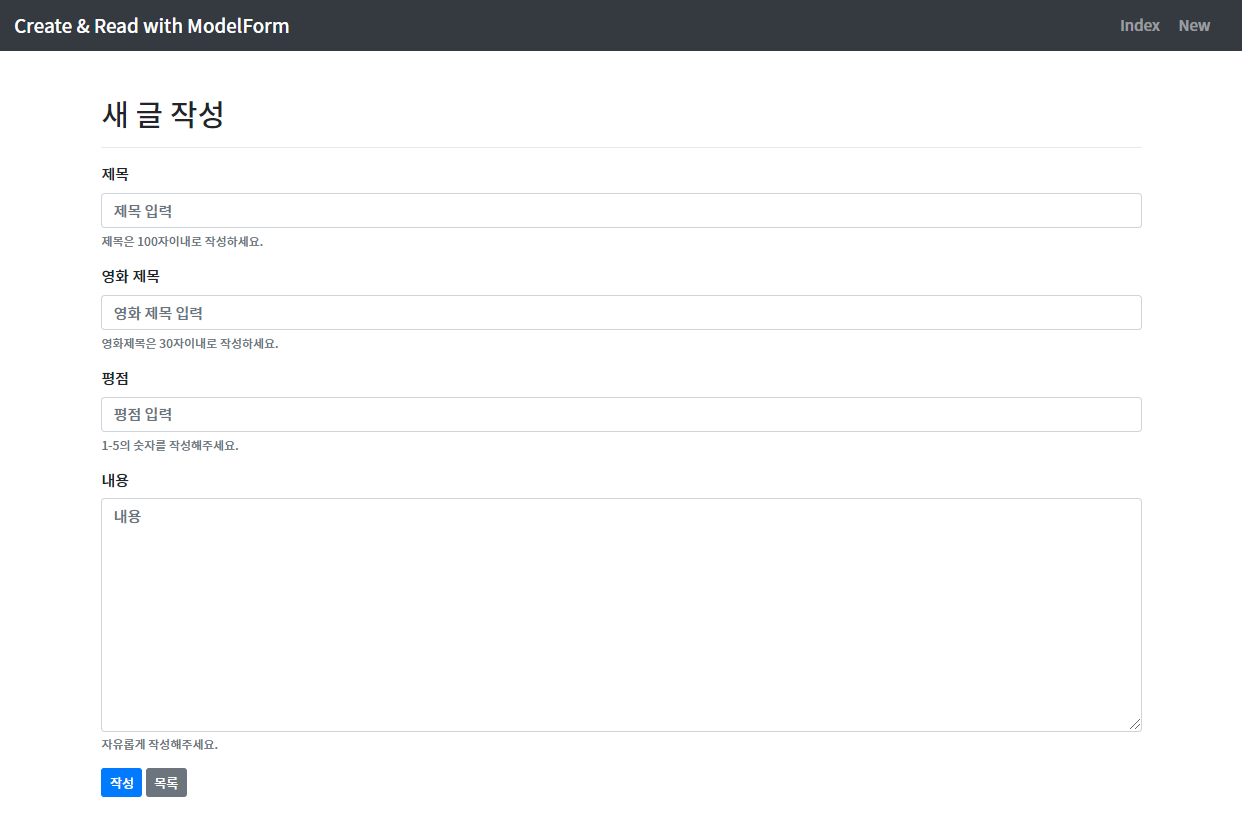 Create & Read with ModelForm
Index New
새 글 작성
제목
제목 입력
제목은 100자이내로 작성하세요.
영화 제목
영화 제목 입력
영화제목은 30자이내로 작성하세요.
평점
평점 입력
1-5의 숫자를 작성해주세요.
내용
내용
자유롭게 작성해주세요.
작성 목록